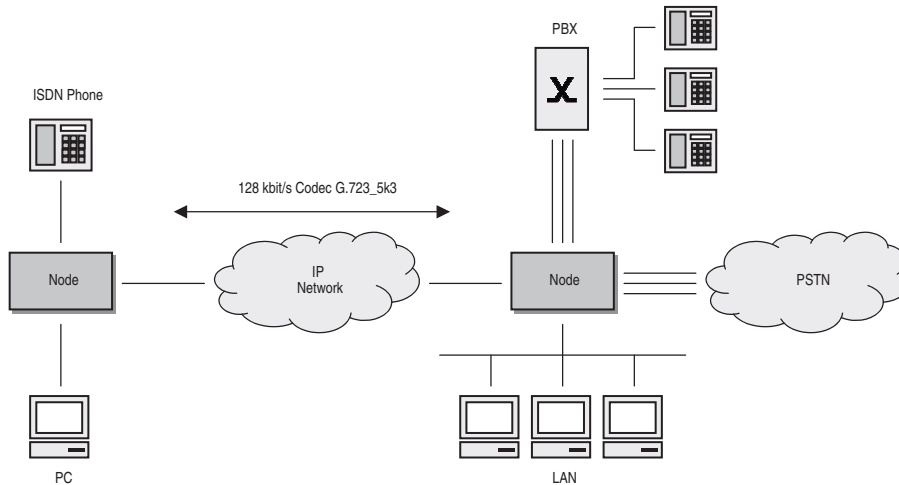 PBX
ISDN Phone
128 kbit/s Codec G.723_5k3
Node
IP
Network
Node
PSTN
PC
LAN